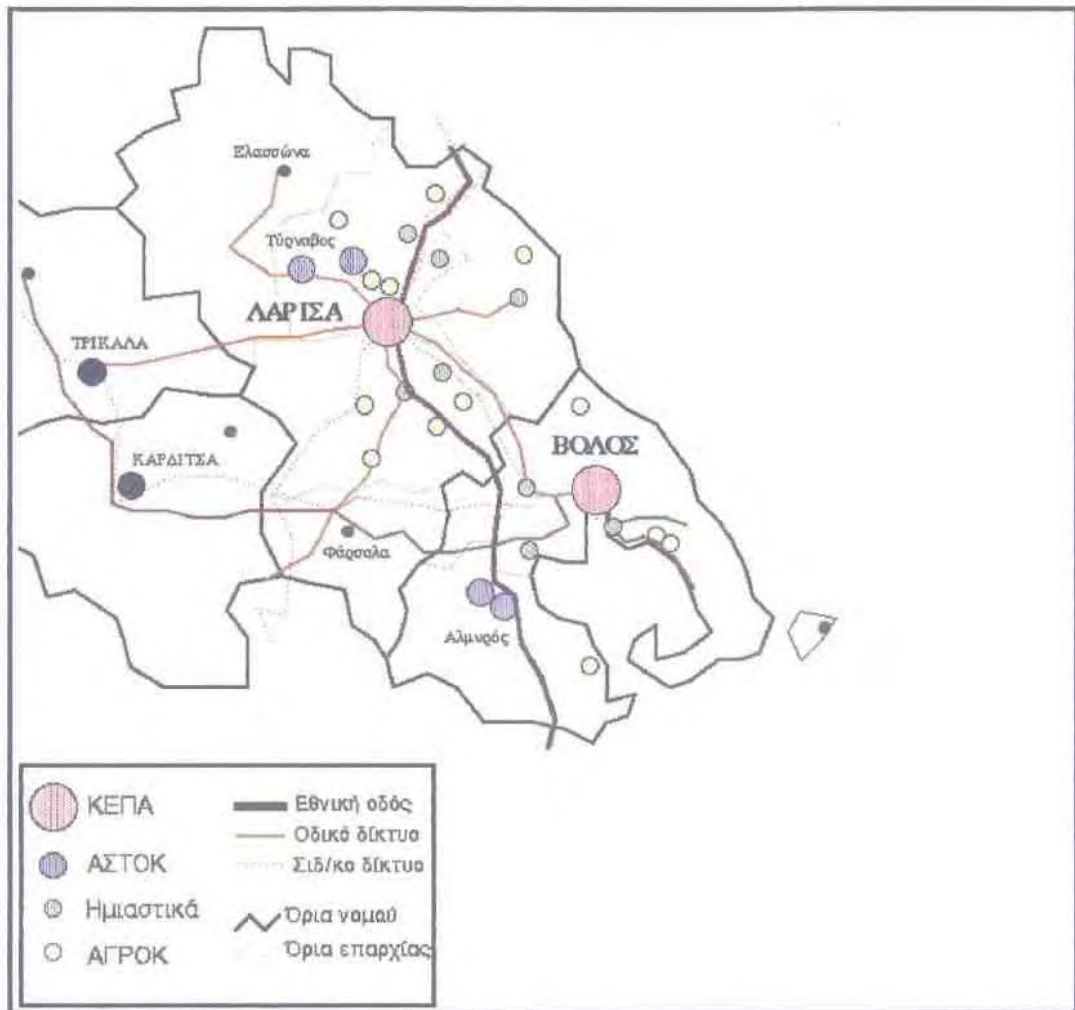 Ελασσώνα
Τύρναβος
ΛΑΡΙΣΑ
ΤΡΙΚΑΛΑ
ΒΟΛΟΣ
ΚΑΡΔΙΤΣΑ
Φάρσαλα
Αλμυρός
ΚΕΠΑ
ΑΣΤΟΚ
Ημιαστικά
ΑΓΡΟΚ
Εθνική οδός
Οδικό δίκτυο
Σιδ/κο δίκτυο
Όρια νομού
Όρια επαρχίας